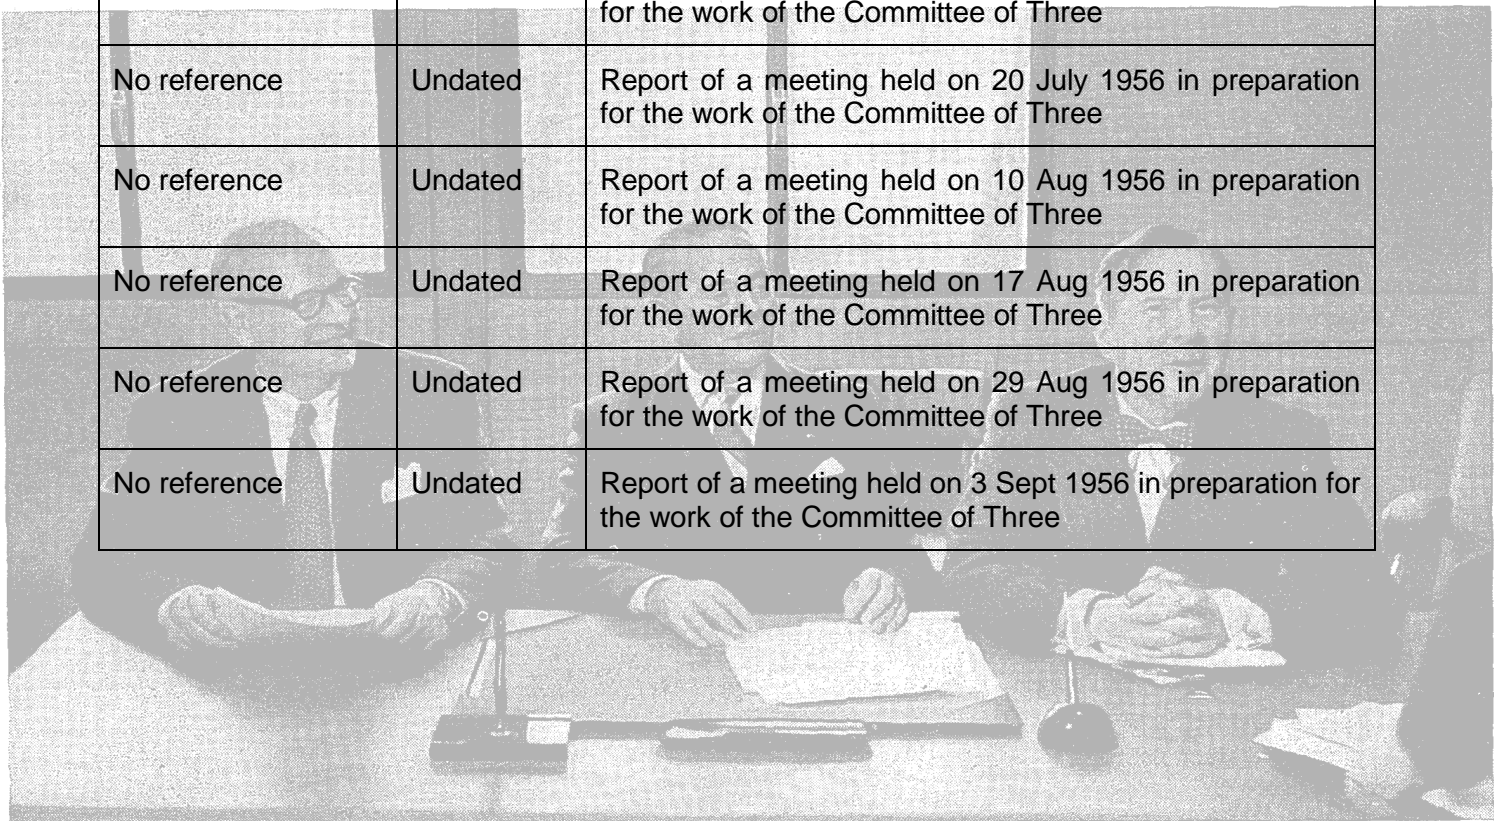 for the work of the Committee of Three
No reference Undated Report of a meeting held on 20 July 1956 in preparation
for the work of the Committee of Three
No reference Undated Report of a meeting held on 10 Aug 1956 in preparation
for the work of the Committee of Three
No reference Undated Report of a meeting held on 17 Aug 1956 in preparation
for the work of the Committee of Three
No reference Undated Report of a meeting held on 29 Aug 1956 in preparation
for the work of the Committee of Three
No reference Undated Report of a meeting held on 3 Sept 1956 in preparation for
the work of the Committee of Three